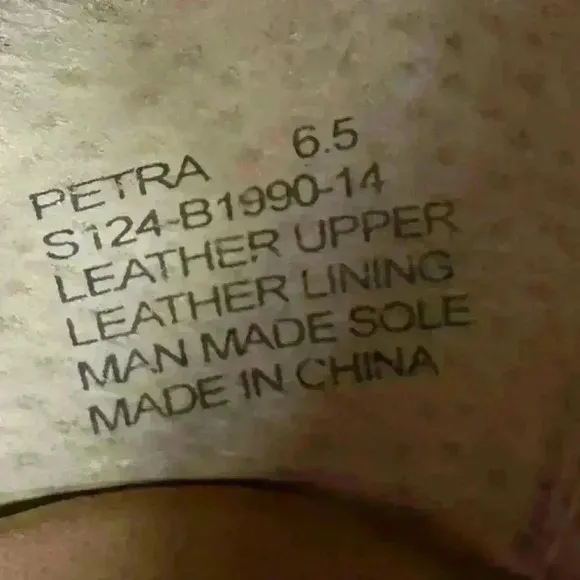 PETRA 6.5
S124-B1990-14
LEATHER UPPER
LEATHER LINING
MAN MADE SOLE
MADE IN CHINA